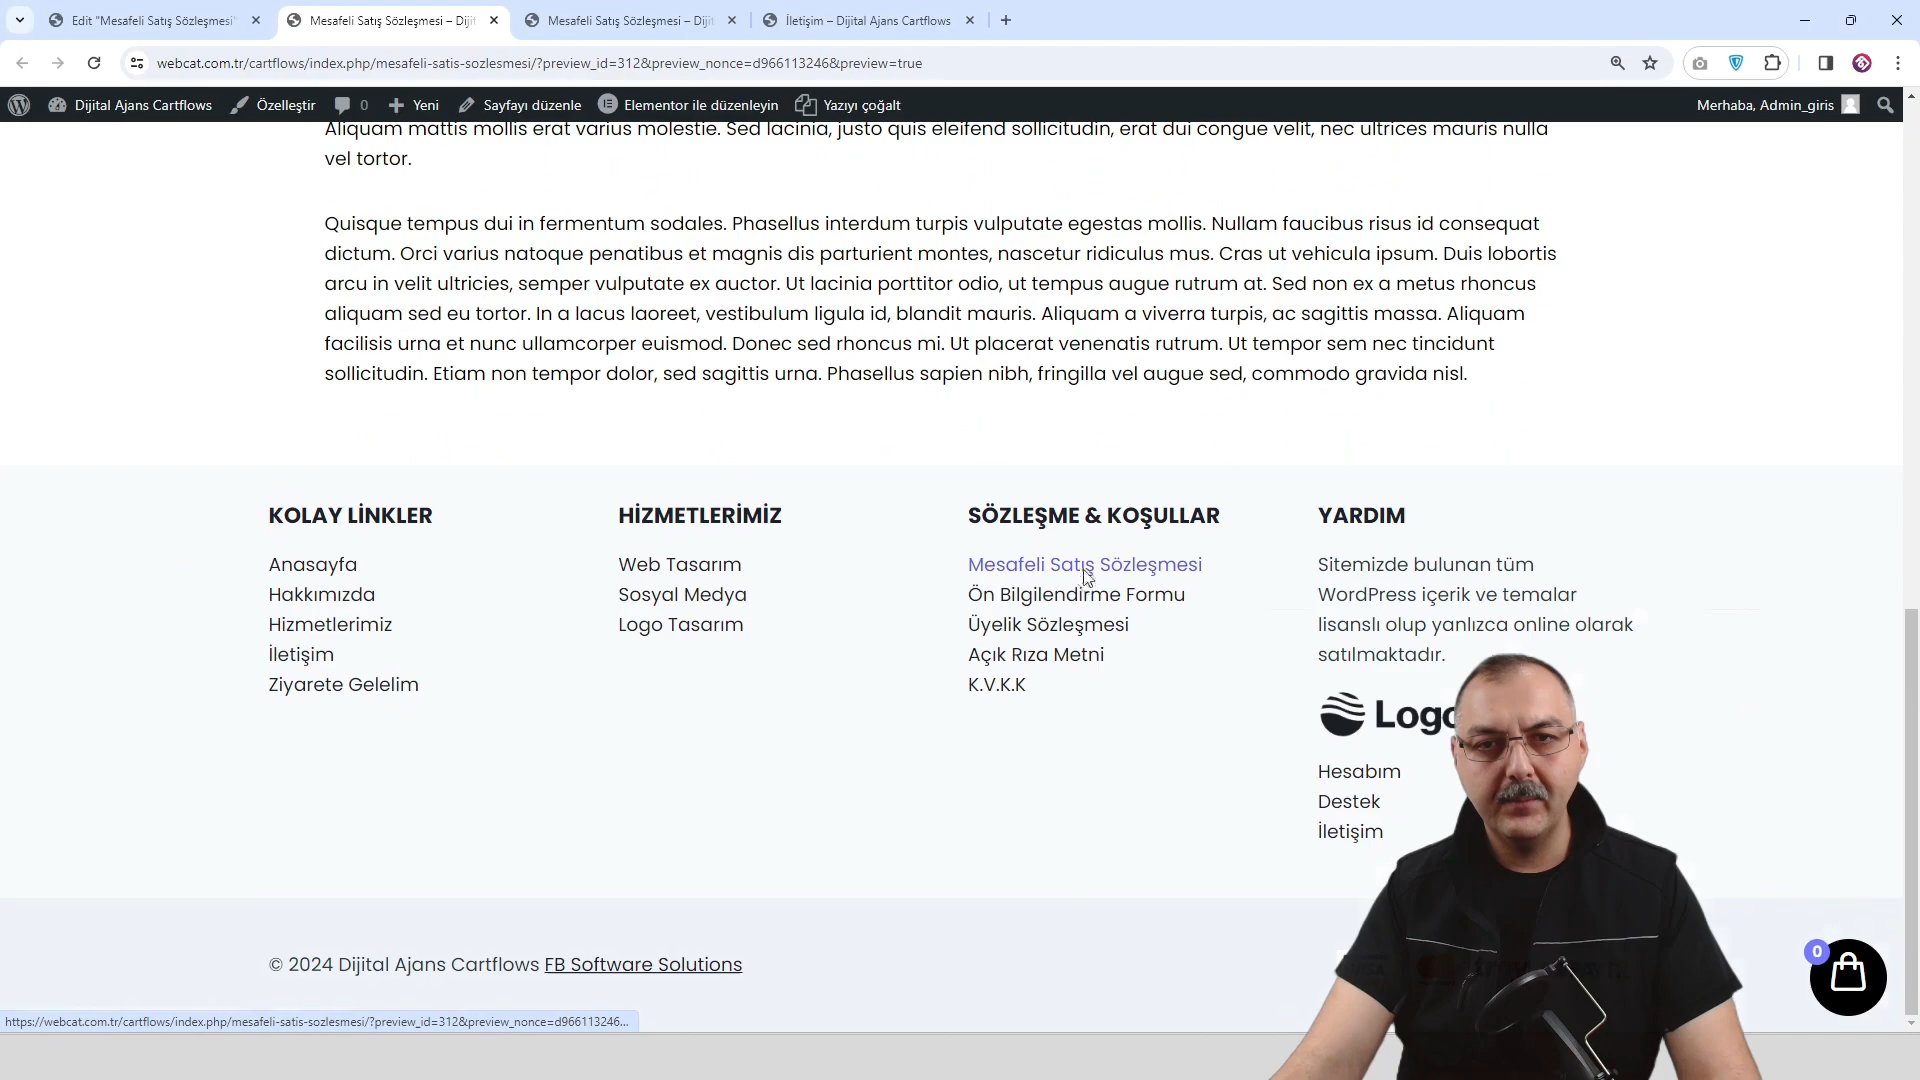 Edit "Mesafeli Satış Sözleşmesi"
Mesafeli Satış Sözleşmesi – Dijit
Mesafeli Satış Sözleşmesi – Dijit
İletişim – Dijital Ajans Cartflows
webcat.com.tr/cartflows/index.php/mesafeli-satis-sozlesmesi/?preview_id=312&preview_nonce=d966113246&preview=true
Dijital Ajans Cartflows
Özelleştir
0
Yeni
Sayfayı düzenle
Elementor ile düzenleyin
Yazıyı çoğalt
Merhaba, Admin_giris
Aliquam mattis mollis erat varius molestie. Sed lacinia, justo quis eleifend sollicitudin, erat dui congue velit, nec ultrices mauris nulla
vel tortor.
Quisque tempus dui in fermentum sodales. Phasellus interdum turpis vulputate egestas mollis. Nullam faucibus risus id consequat
dictum. Orci varius natoque penatibus et magnis dis parturient montes, nascetur ridiculus mus. Cras ut vehicula ipsum. Duis lobortis
arcu in velit ultricies, semper vulputate ex auctor. Ut lacinia porttitor odio, ut tempus augue rutrum at. Sed non ex a metus rhoncus
aliquam sed eu tortor. In a lacus laoreet, vestibulum ligula id, blandit mauris. Aliquam a viverra turpis, ac sagittis massa. Aliquam
facilisis urna et nunc ullamcorper euismod. Donec sed rhoncus mi. Ut placerat venenatis rutrum. Ut tempor sem nec tincidunt
sollicitudin. Etiam non tempor dolor, sed sagittis urna. Phasellus sapien nibh, fringilla vel augue sed, commodo gravida nisl.
KOLAY LİNKLER
Anasayfa
Hakkımızda
Hizmetlerimiz
İletişim
Ziyarete Gelelim
HİZMETLERİMİZ
Web Tasarım
Sosyal Medya
Logo Tasarım
SÖZLEŞME & KOŞULLAR
Mesafeli Satış Sözleşmesi
Ön Bilgilendirme Formu
Üyelik Sözleşmesi
Açık Rıza Metni
K.V.K.K
YARDIM
Sitemizde bulunan tüm
WordPress içerik ve temalar
lisanslı olup yanlızca online olarak
satılmaktadır.
Logo
Hesabım
Destek
İletişim
© 2024 Dijital Ajans Cartflows FB Software Solutions
0
https://webcat.com.tr/cartflows/index.php/mesafeli-satis-sozlesmesi/?preview_id=312&preview_nonce=d966113246...